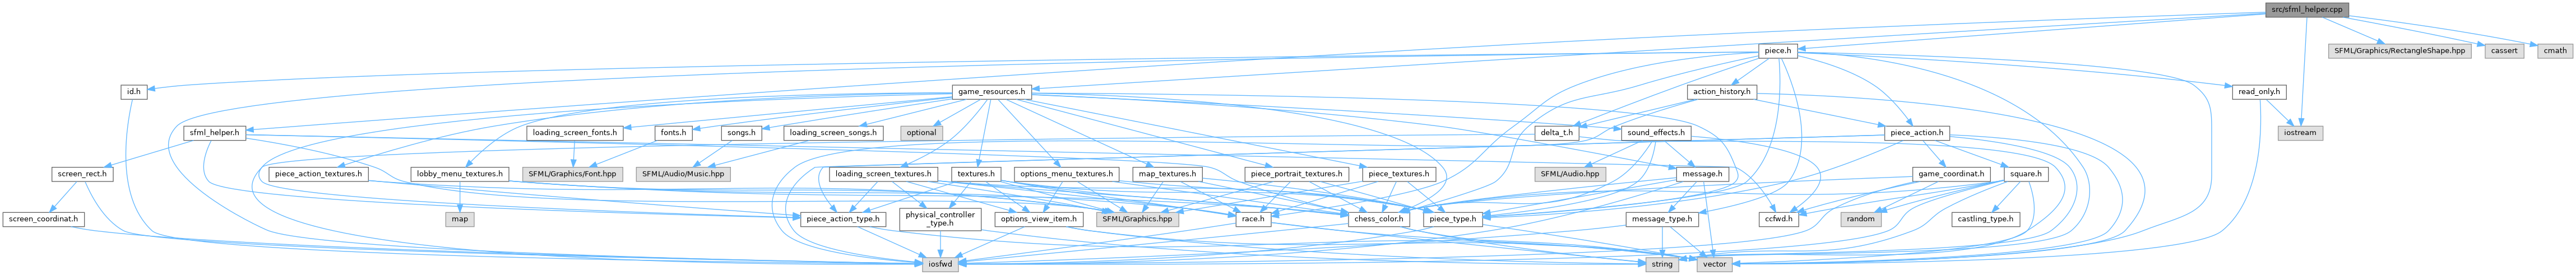 src/sfml_helper.cpp
piece.h
SFML/Graphics/RectangleShape.hpp
cassert
cmath
id.h
game_resources.h
action_history.h
read_only.h
sfml_helper.h
loading_screen_fonts.h
fonts.h
songs.h
loading_screen_songs.h
optional
delta_t.h
sound_effects.h
piece_action.h
iostream
screen_rect.h
piece_action_textures.h
lobby_menu_textures.h
SFML/Graphics/Font.hpp
SFML/Audio/Music.hpp
loading_screen_textures.h
textures.h
options_menu_textures.h
map_textures.h
piece_portrait_textures.h
piece_textures.h
SFML/Audio.hpp
message.h
game_coordinat.h
square.h
screen_coordinat.h
map
piece_action_type.h
physical_controller
_type.h
options_view_item.h
SFML/Graphics.hpp
race.h
chess_color.h
piece_type.h
message_type.h
ccfwd.h
random
castling_type.h
iosfwd
string
vector